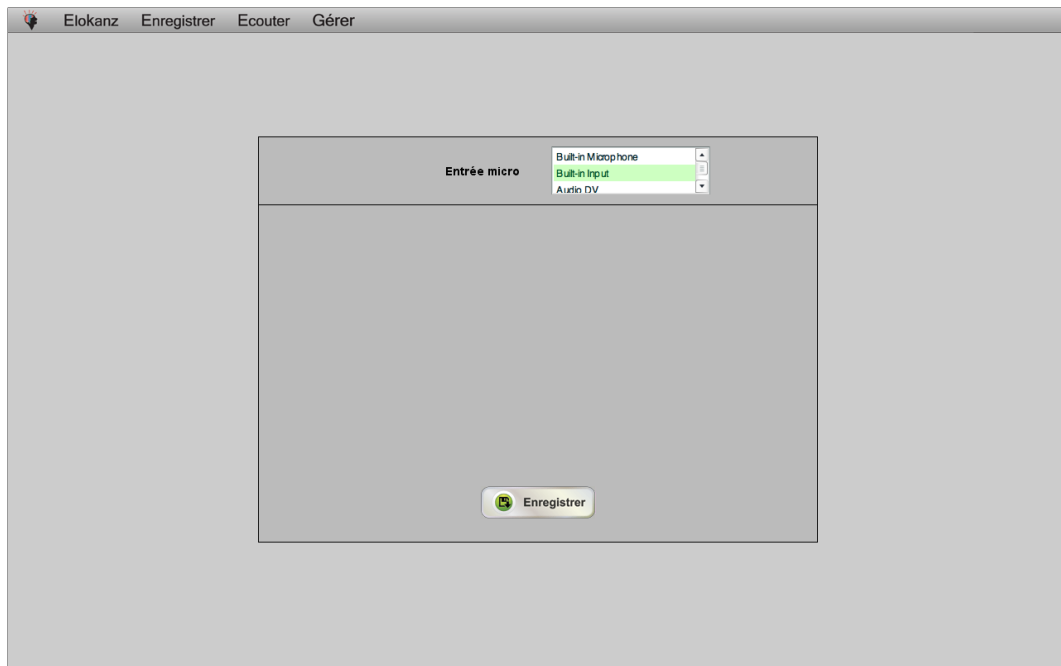 Elokanz Enregistrer Ecouter Gérer
Entrée micro
Built-in Microphone
Built-in Input
Audio DV
Enregistrer